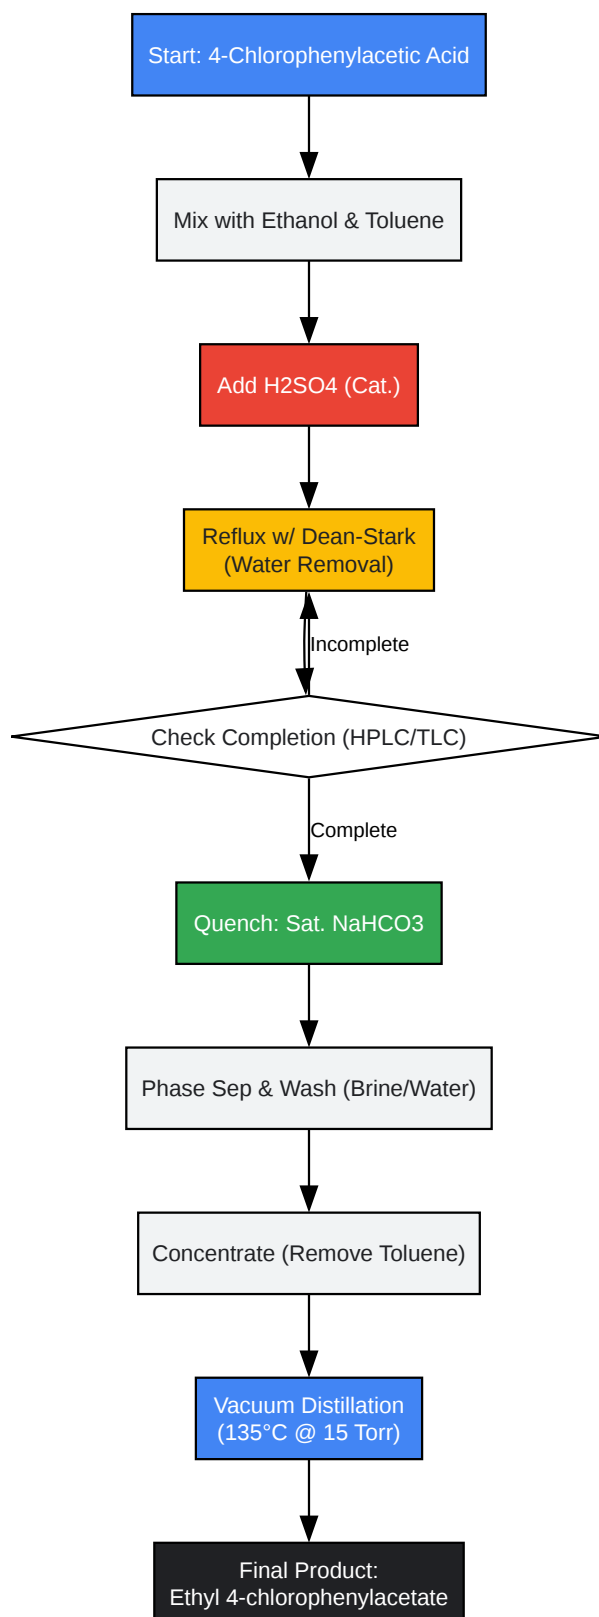 Start: 4-Chlorophenylacetic Acid
Mix with Ethanol & Toluene
Add H2SO4 (Cat.)
Reflux w/ Dean-Stark
(Water Removal)
Incomplete
Check Completion (HPLC/TLC)
Complete
Quench: Sat. NaHCO3
Phase Sep & Wash (Brine/Water)
Concentrate (Remove Toluene)
Vacuum Distillation
(135°C @ 15 Torr)
Final Product:
Ethyl 4-chlorophenylacetate